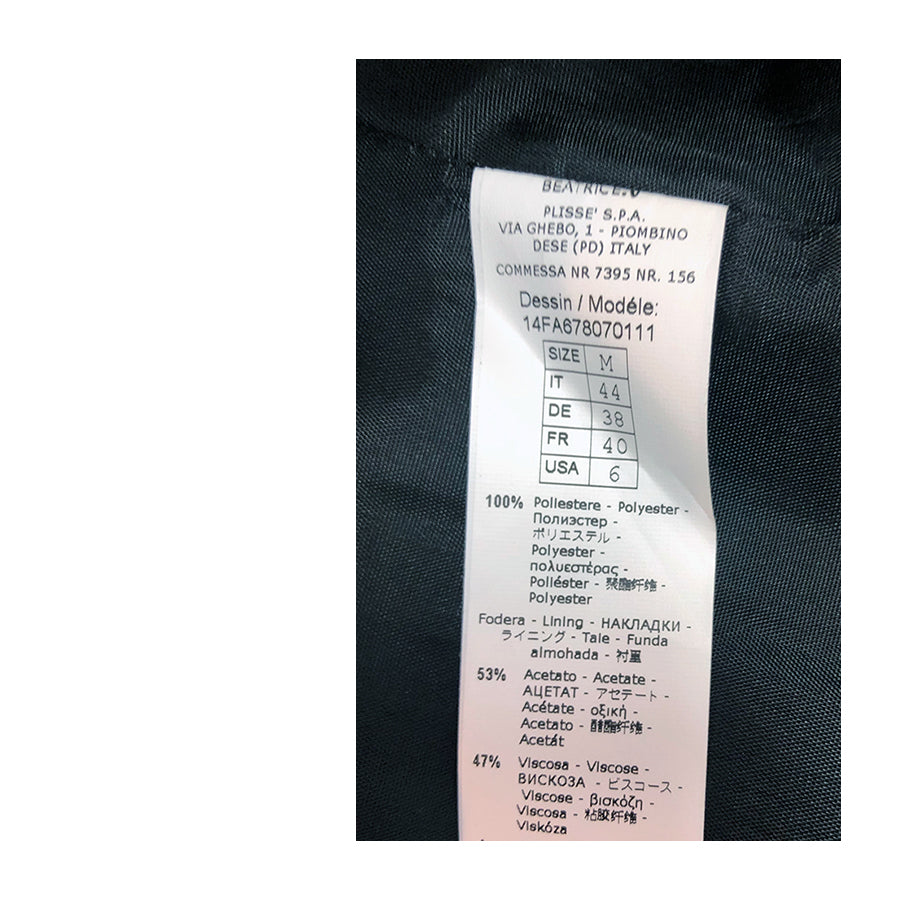 BEATRICE.b
PLISSE' S.P.A.
VIA GHEBO, 1 - PIOMBINO
DESE (PD) ITALY
COMMESSA NR 7395 NR. 156
Dessin / Modéle:
14FA678070111
SIZE M
IT 44
DE 38
FR 40
USA 6
100% Poliestere - Polyester -
Полиэстер -
ポリエステル -
Polyester -
πολυεστέρας -
Poliéster - 聚酯纤维 -
Polyester
Fodera - Lining - НАКЛАДКИ -
ライニング - Taie - Funda
almohada - 衬里
53% Acetato - Acetate -
АЦЕТАТ - アセテート -
Acétate - οξική -
Acetato - 醋酯纤维 -
Acetát
47% Viscosa - Viscose -
ВИСКОЗА - ビスコース -
Viscose - βισκόζη -
Viscosa - 粘胶纤维 -
Viskóza